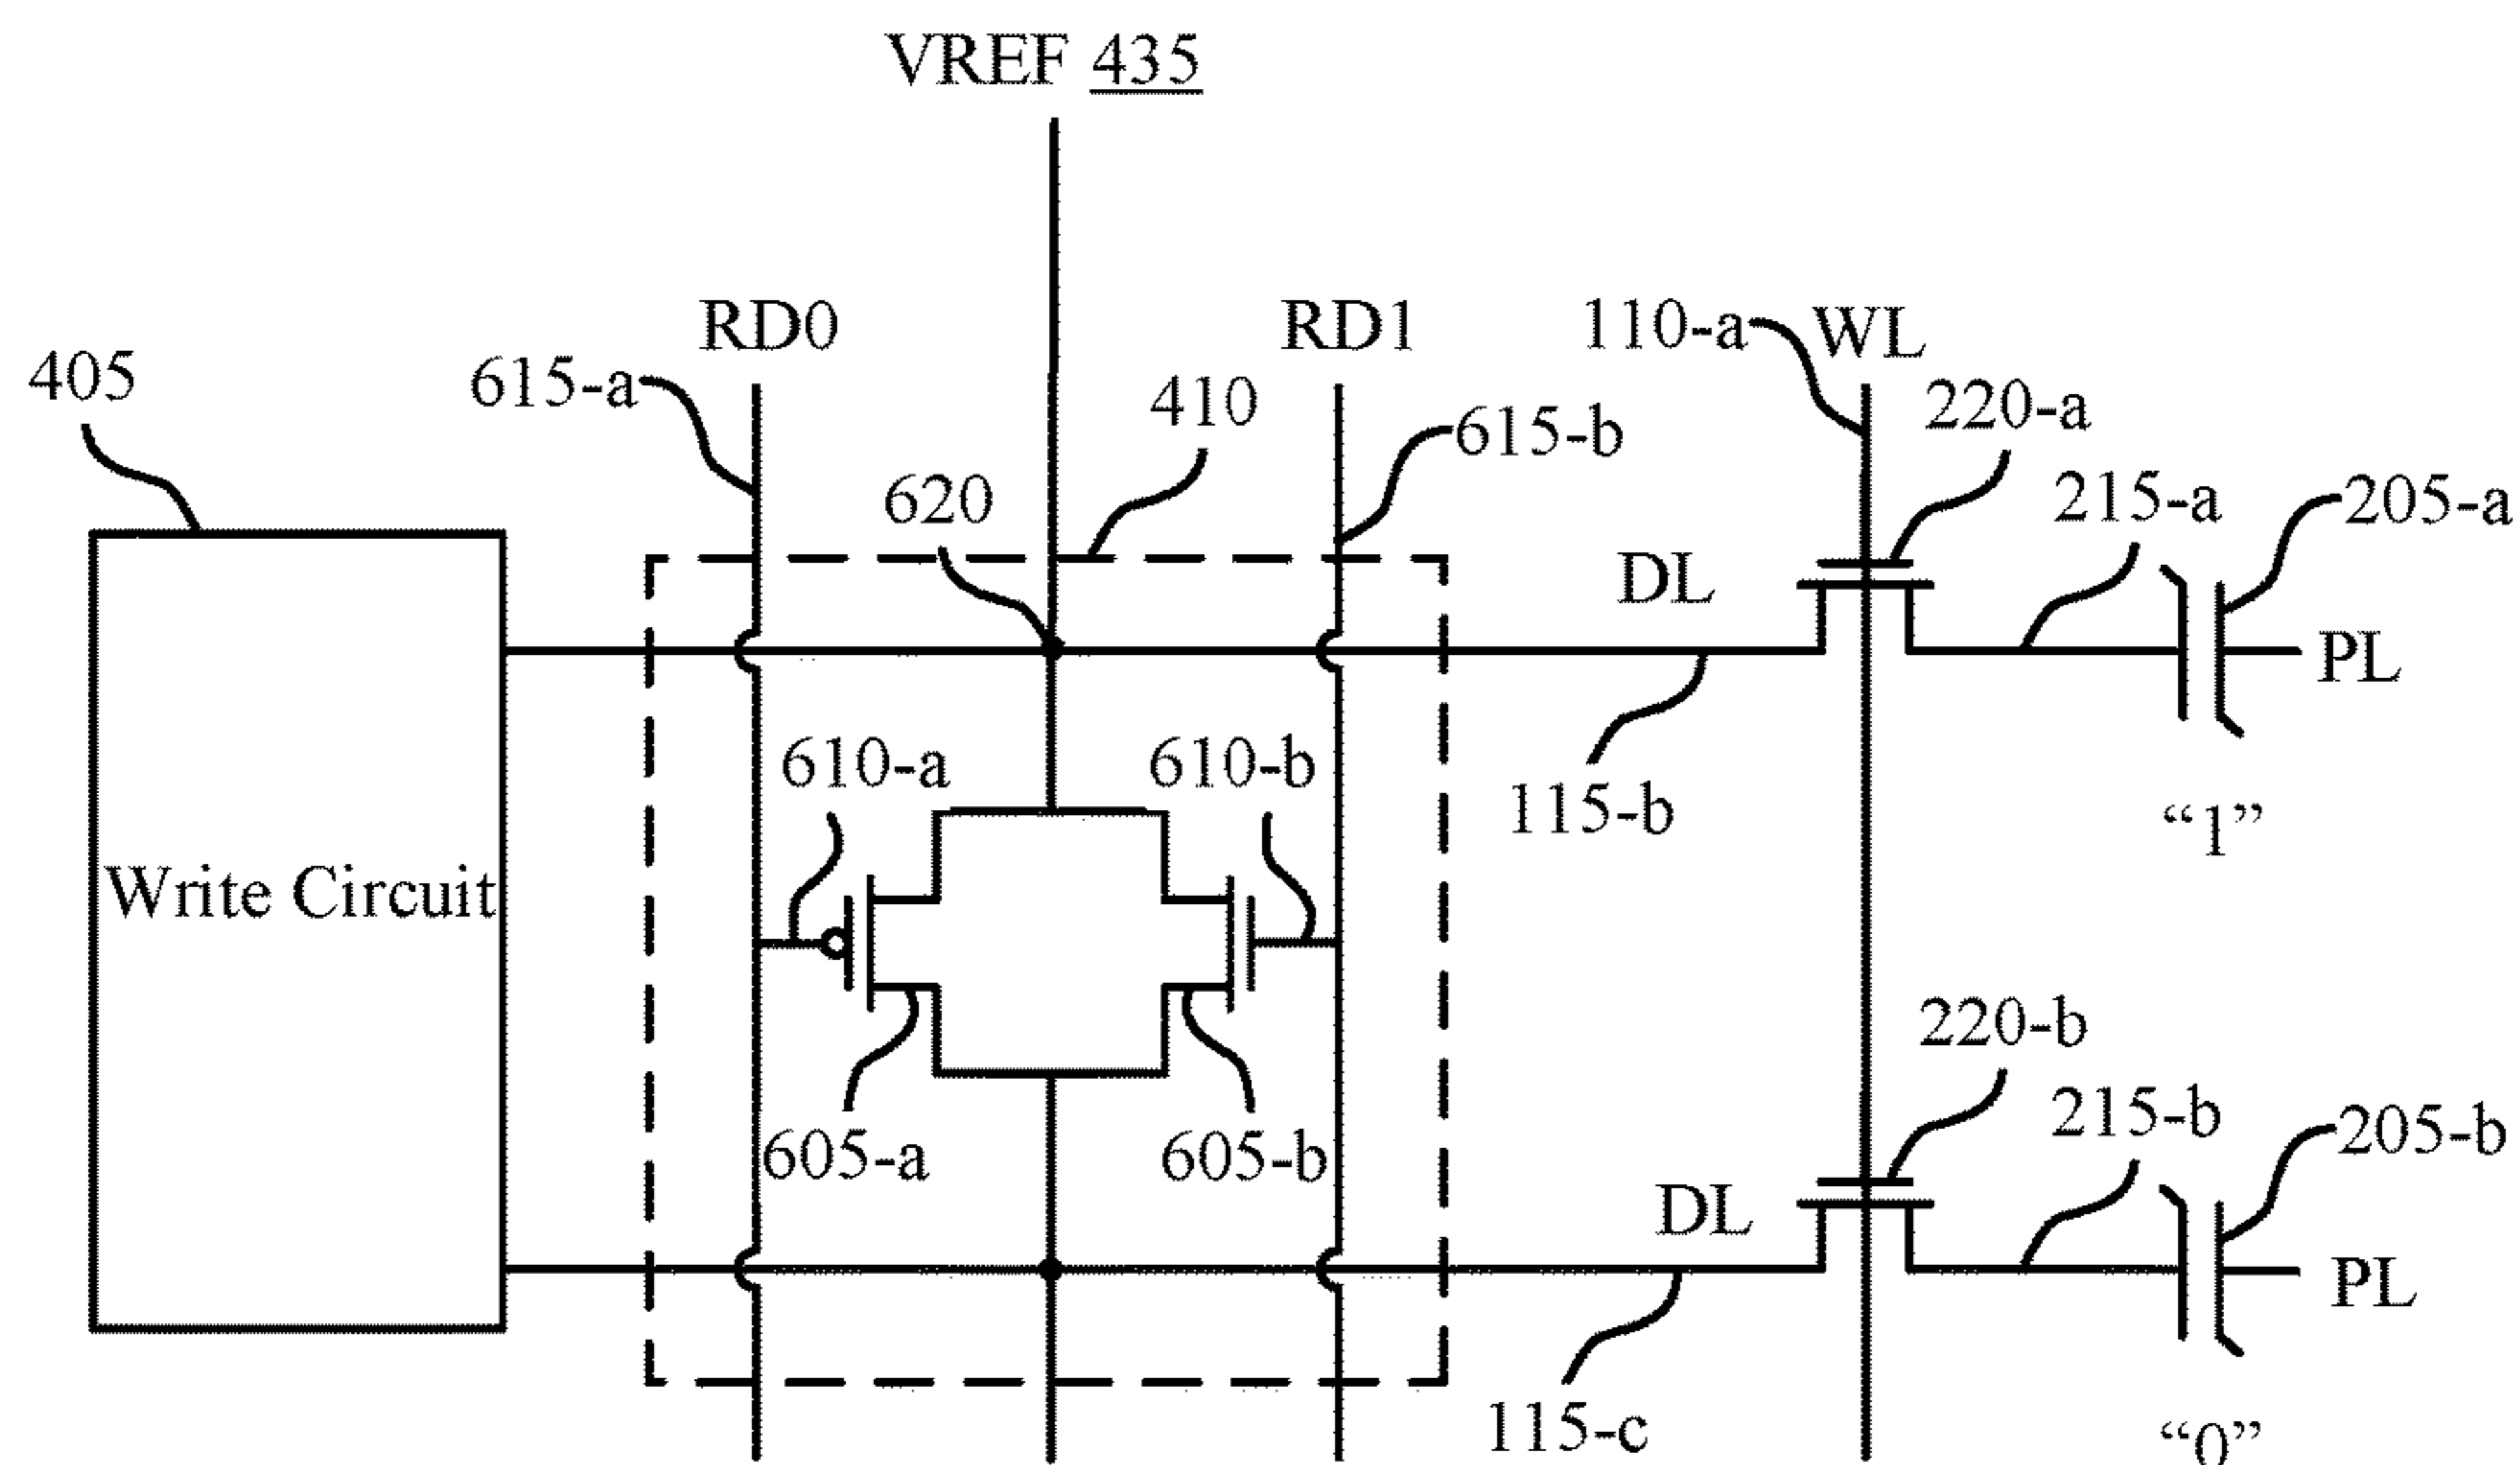 VREF 435
RD0
RD1
110-a
WL
405
615-a
410
615-b
220-a
620
215-a
205-a
DL
PL
610-a
610-b
115-b
"1"
Write Circuit
605-a
605-b
220-b
215-b
205-b
DL
PL
115-c
"0"